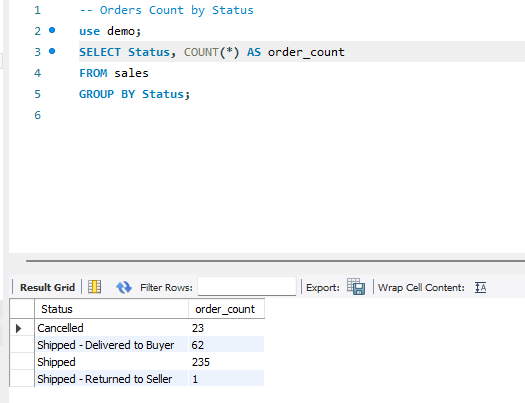 1 -- Orders Count by Status
2 use demo;
3 SELECT Status, COUNT(*) AS order_count
4 FROM sales
5 GROUP BY Status;
6
Result Grid Filter Rows: Export: Wrap Cell Content: IA
Status order_count
Cancelled 23
Shipped - Delivered to Buyer 62
Shipped 235
Shipped - Returned to Seller 1